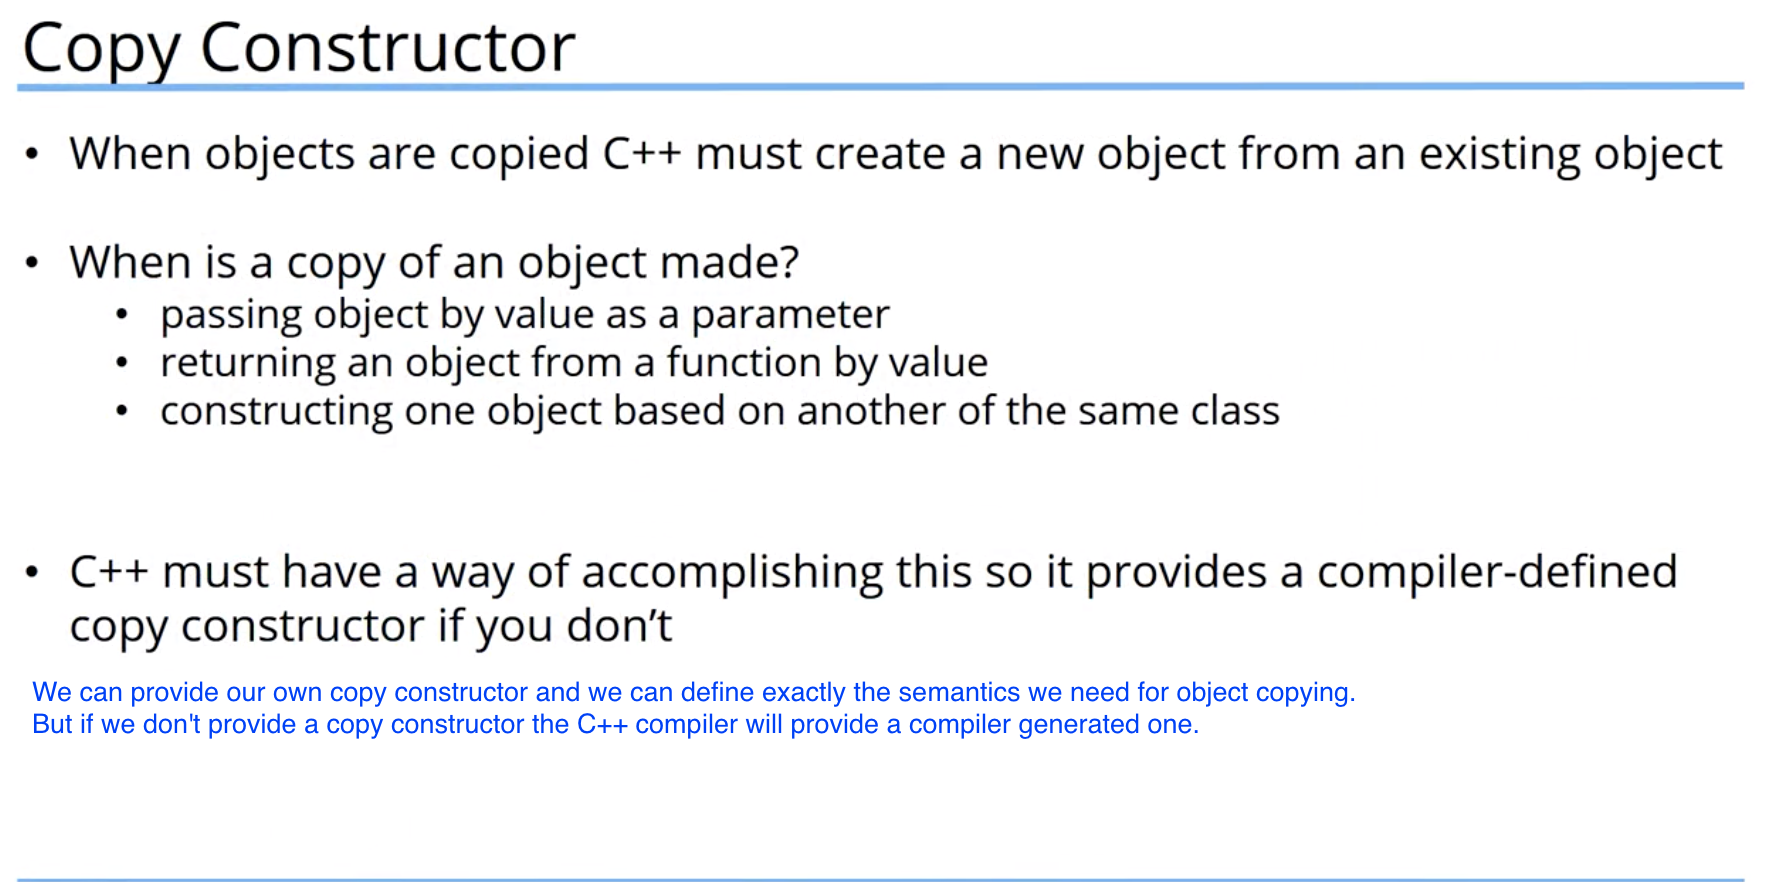 Copy Constructor
• When objects are copied C++ must create a new object from an existing object
• When is a copy of an object made?
• passing object by value as a parameter
• returning an object from a function by value
• constructing one object based on another of the same class
• C++ must have a way of accomplishing this so it provides a compiler-defined
copy constructor if you don’t
We can provide our own copy constructor and we can define exactly the semantics we need for object copying.
But if we don't provide a copy constructor the C++ compiler will provide a compiler generated one.